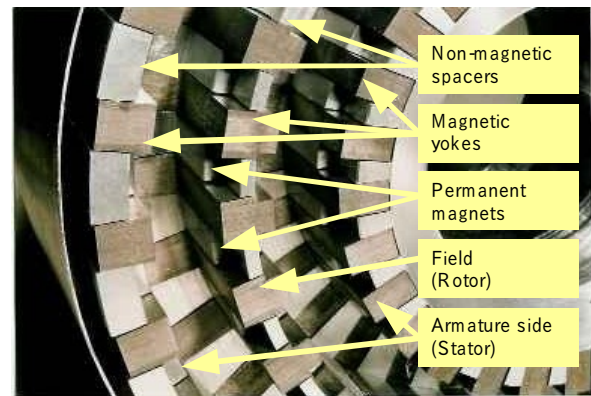 Non-magnetic
spacers
Magnetic
yokes
Permanent
magnets
Field
(Rotor)
Armature side
(Stator)